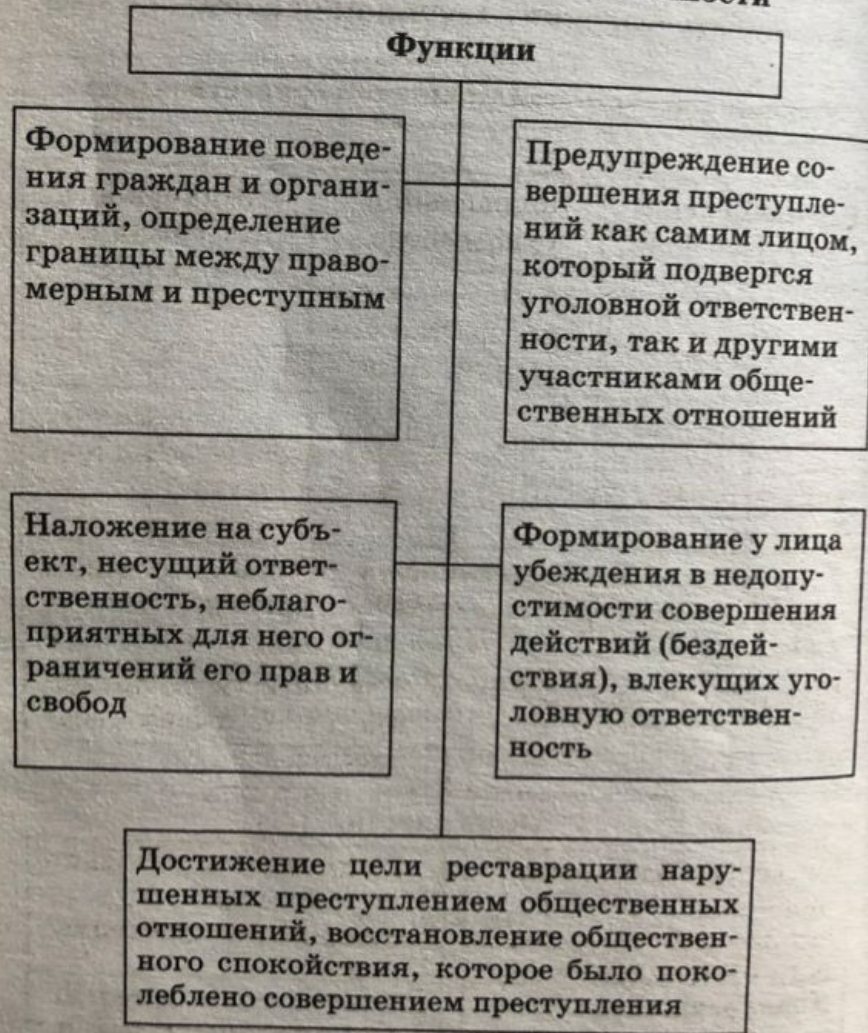 Функции
Формирование поведе-
ния граждан и органи-
заций, определение
границы между право-
мерным и преступным
Предупреждение со-
вершения преступле-
ний как самим лицом,
который подвергся
уголовной ответствен-
ности, так и другими
участниками обще-
ственных отношений
Наложение на субъ-
ект, несущий ответ-
ственность, неблаго-
приятных для него ог-
раничений его прав и
свобод
Формирование у лица
убеждения в недопу-
стимости совершения
действий (бездей-
ствия), влекущих уго-
ловную ответствен-
ность
Достижение цели реставрации нару-
шенных преступлением общественных
отношений, восстановление обществен-
ного спокойствия, которое было поко-
леблено совершением преступления